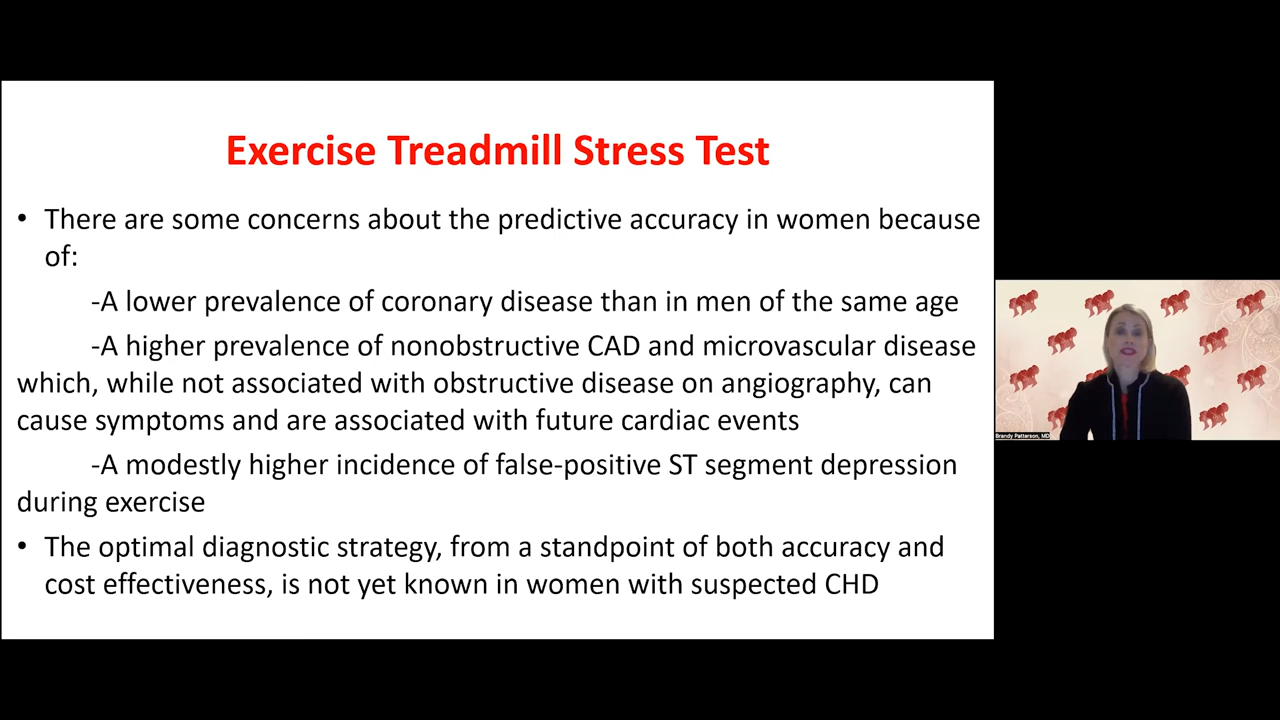 Exercise Treadmill Stress Test
• There are some concerns about the predictive accuracy in women because
of:
-A lower prevalence of coronary disease than in men of the same age
-A higher prevalence of nonobstructive CAD and microvascular disease
which, while not associated with obstructive disease on angiography, can
cause symptoms and are associated with future cardiac events
-A modestly higher incidence of false-positive ST segment depression
during exercise
• The optimal diagnostic strategy, from a standpoint of both accuracy and
cost effectiveness, is not yet known in women with suspected CHD
Brandy Patterson, MD